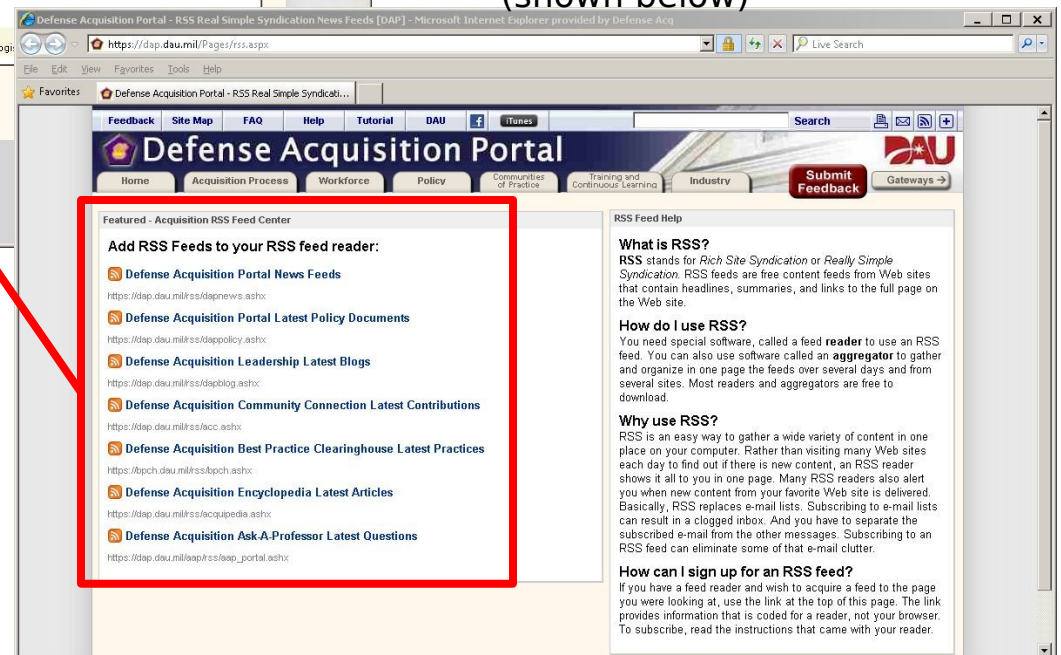 (shown below)
Defense Acquisition Portal - RSS Real Simple Syndication News Feeds [DAP] - Microsoft Internet Explorer provided by Defense Acq
https://dap.dau.mil/Pages/rss.aspx
Live Search
File Edit View Favorites Tools Help
Favorites
Defense Acquisition Portal - RSS Real Simple Syndicati...
Feedback Site Map FAQ Help Tutorial DAU iTunes Search
Defense Acquisition Portal
DAU
Home Acquisition Process Workforce Policy Communities of Practice Training and Continuous Learning Industry Submit Feedback Gateways
Featured - Acquisition RSS Feed Center
Add RSS Feeds to your RSS feed reader:
Defense Acquisition Portal News Feeds
https://dap.dau.mil/rss/dapnews.ashx
Defense Acquisition Portal Latest Policy Documents
https://dap.dau.mil/rss/dappolicy.ashx
Defense Acquisition Leadership Latest Blogs
https://dap.dau.mil/rss/dapblog.ashx
Defense Acquisition Community Connection Latest Contributions
https://dap.dau.mil/rss/acc.ashx
Defense Acquisition Best Practice Clearinghouse Latest Practices
https://bpch.dau.mil/rss/bpch.ashx
Defense Acquisition Encyclopedia Latest Articles
https://dap.dau.mil/rss/acquipedia.ashx
Defense Acquisition Ask-A-Professor Latest Questions
https://dap.dau.mil/aap/rss/aap_portal.ashx
RSS Feed Help
What is RSS?
RSS stands for Rich Site Syndication or Really Simple
Syndication. RSS feeds are free content feeds from Web sites
that contain headlines, summaries, and links to the full page on
the Web site.
How do I use RSS?
You need special software, called a feed reader to use an RSS
feed. You can also use software called an aggregator to gather
and organize in one page the feeds over several days and from
several sites. Most readers and aggregators are free to
download.
Why use RSS?
RSS is an easy way to gather a wide variety of content in one
place on your computer. Rather than visiting many Web sites
each day to find out if there is new content, an RSS reader
shows it all to you in one page. Many RSS readers also alert
you when new content from your favorite Web site is delivered.
Basically, RSS replaces e-mail lists. Subscribing to e-mail lists
can result in a clogged inbox. And you have to separate the
subscribed e-mail from the other messages. Subscribing to an
RSS feed can eliminate some of that e-mail clutter.
How can I sign up for an RSS feed?
If you have a feed reader and wish to acquire a feed to the page
you were looking at, use the link at the top of this page. The link
provides information that is coded for a reader, not your browser.
To subscribe, read the instructions that came with your reader.